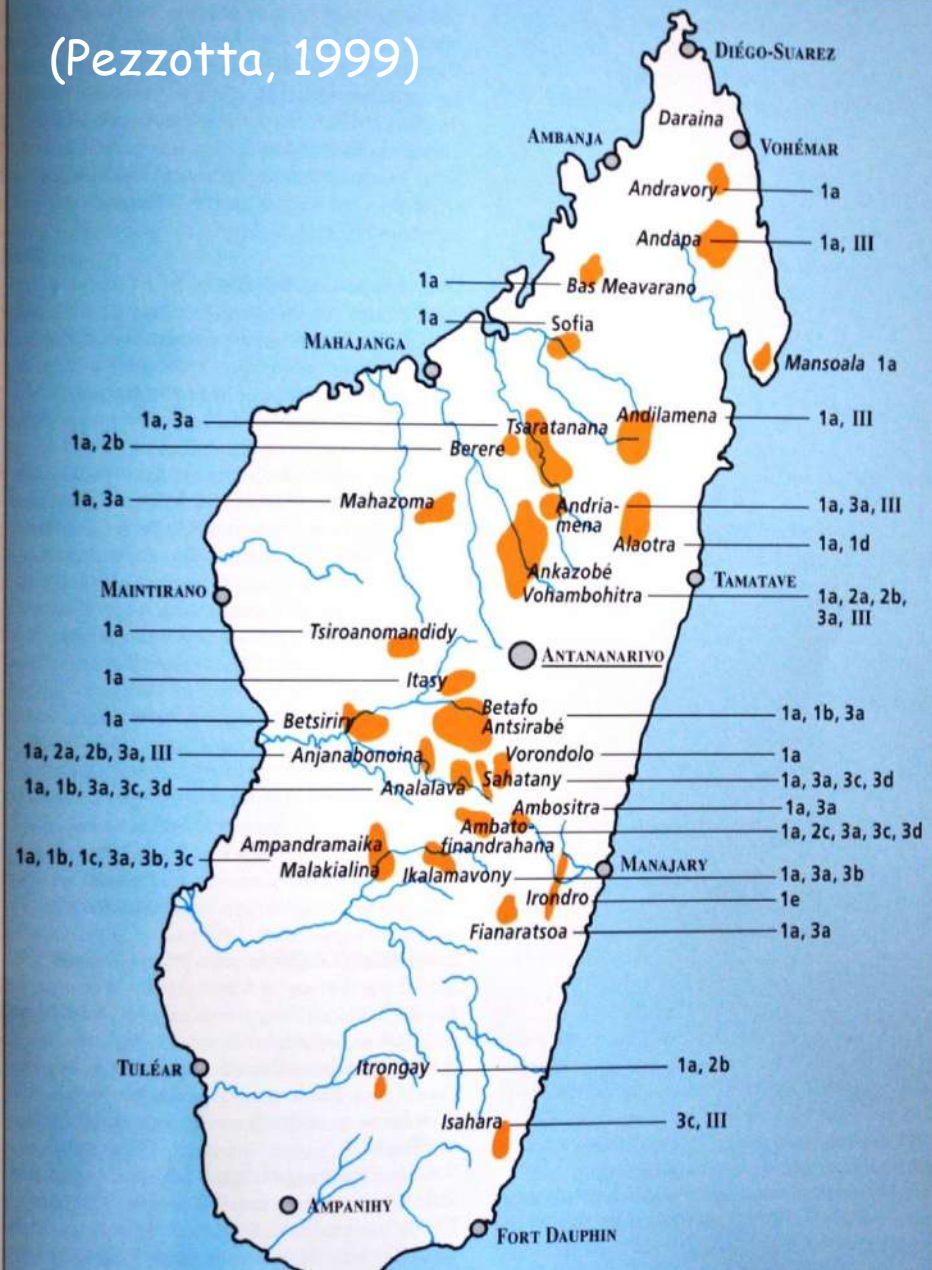 (Pezzotta, 1999)
DIÉGO-SUAREZ
Daraina
AMBANJA
VOHÉMAR
Andravory 1a
Andapa 1a, III
1a Bas Meavarano
1a Sofia
MAHAJANGA
Mansoala 1a
1a, 3a Tsaratanana
Andilamena 1a, III
1a, 2b Berere
1a, 3a Mahazoma
Andria-
mena 1a, 3a, III
Alaotra 1a, 1d
Ankazobé
Vohambohitra 1a, 2a, 2b,
3a, III
TAMATAVE
MAINTIRANO
1a Tsiroanomandidy
ANTANANARIVO
1a Itasy
1a Betsiriry
Betafo
Antsirabé 1a, 1b, 3a
1a, 2a, 2b, 3a, III Anjanabonoina
Vorondolo 1a
1a, 1b, 3a, 3c, 3d Analalava
Sahatany 1a, 3a, 3c, 3d
Ambositra 1a, 3a
Ambato-
finandrahana 1a, 2c, 3a, 3c, 3d
1a, 1b, 1c, 3a, 3b, 3c Ampandramaika
Malakialina
MANAJARY
Ikalamavony 1a, 3a, 3b
Irondro 1e
Fianaratsoa 1a, 3a
TULÉAR
Itrongay 1a, 2b
Isahara 3c, III
AMPANIHY
FORT DAUPHIN